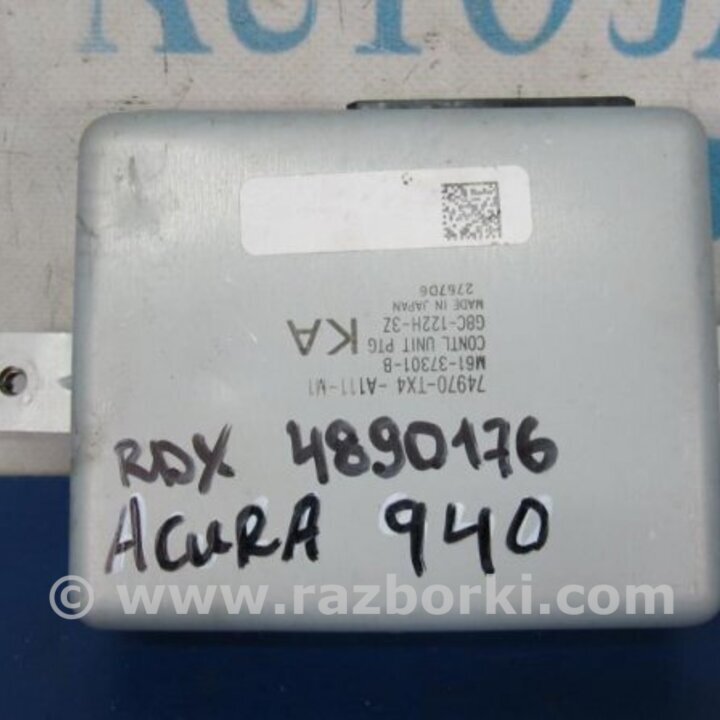 AUTOJA
74970-TX4 -A111-M1
M61-37301-B
CONTL UNIT PTG
G8C-122H-3Z
KA
MADE IN JAPAN
276706
RDX 4890176
ACURA 940
© www.razborki.com